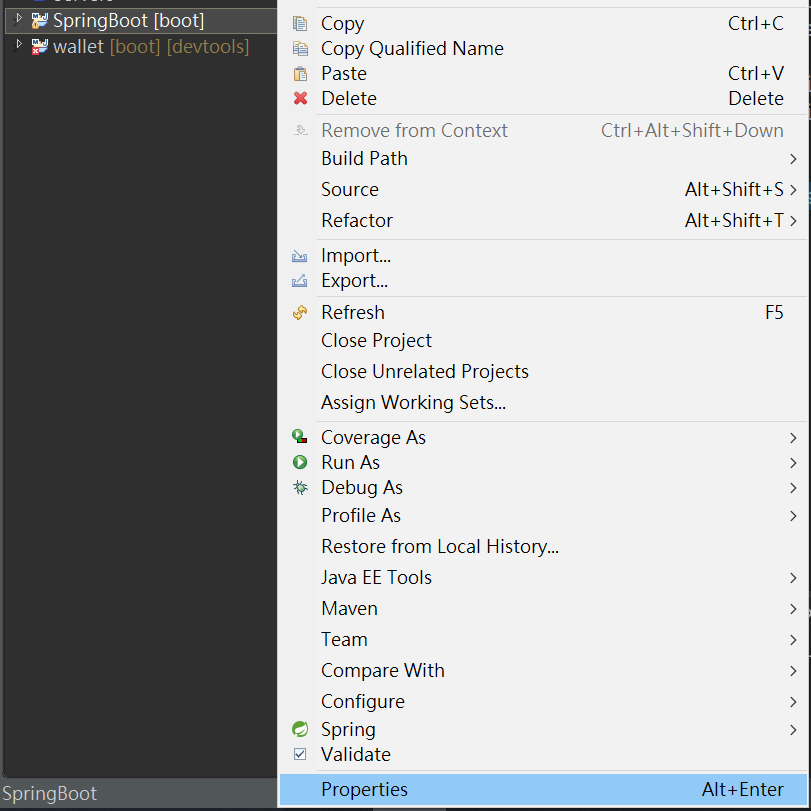 SpringBoot [boot]
wallet [boot] [devtools]
Copy Ctrl+C
Copy Qualified Name
Paste Ctrl+V
Delete Delete
Remove from Context Ctrl+Alt+Shift+Down
Build Path
Source Alt+Shift+S
Refactor Alt+Shift+T
Import...
Export...
Refresh F5
Close Project
Close Unrelated Projects
Assign Working Sets...
Coverage As
Run As
Debug As
Profile As
Restore from Local History...
Java EE Tools
Maven
Team
Compare With
Configure
Spring
Validate
Properties Alt+Enter
SpringBoot